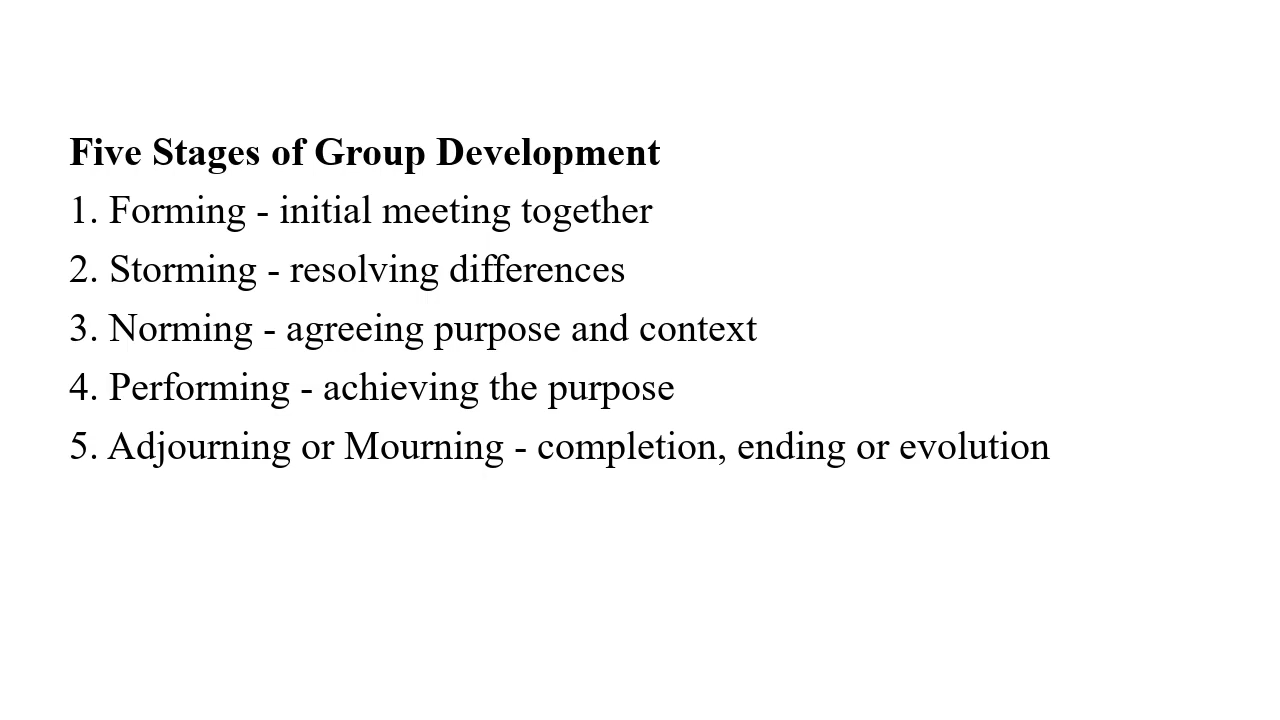 Five Stages of Group Development
1. Forming - initial meeting together
2. Storming - resolving differences
3. Norming - agreeing purpose and context
4. Performing - achieving the purpose
5. Adjourning or Mourning - completion, ending or evolution